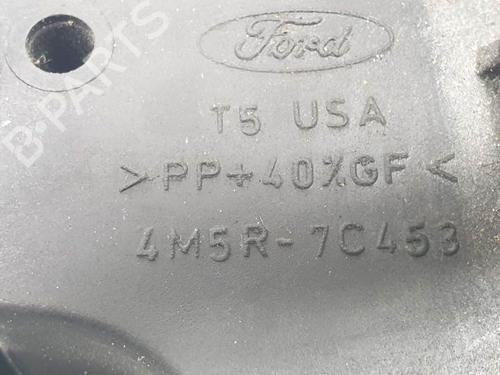 B-PARTS
Ford
T5 USA
>PP+40%GF<
4M5R-7C453